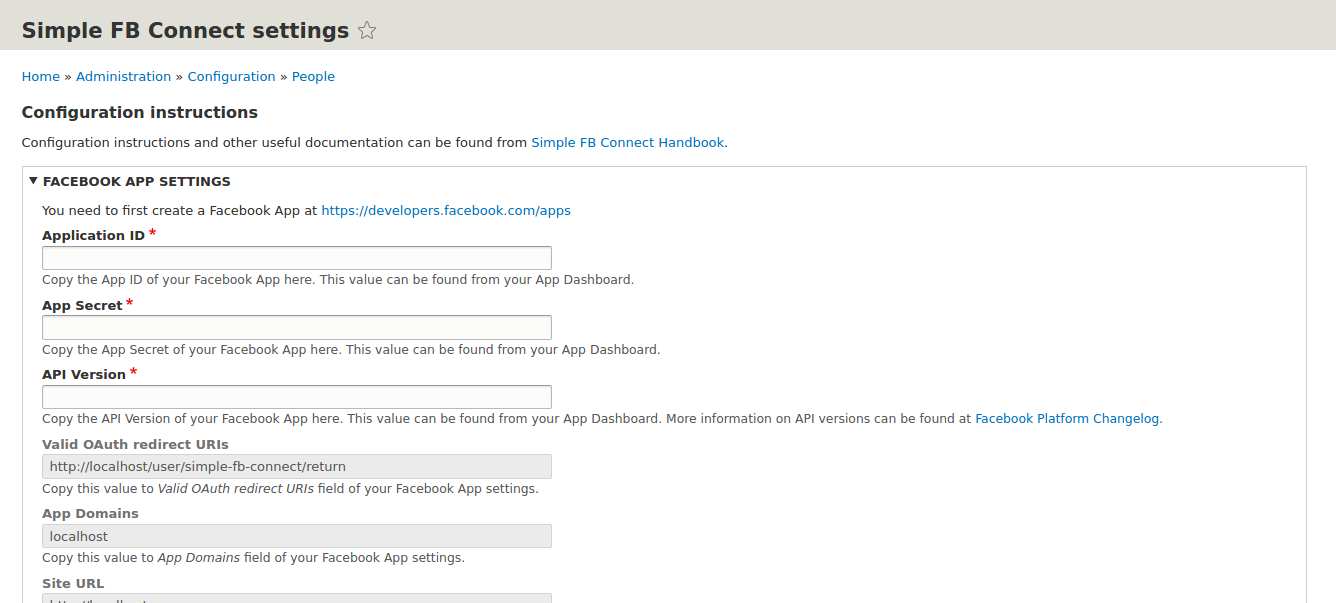 Simple FB Connect settings
Home » Administration » Configuration » People
Configuration instructions
Configuration instructions and other useful documentation can be found from Simple FB Connect Handbook.
FACEBOOK APP SETTINGS
You need to first create a Facebook App at https://developers.facebook.com/apps
Application ID *
Copy the App ID of your Facebook App here. This value can be found from your App Dashboard.
App Secret *
Copy the App Secret of your Facebook App here. This value can be found from your App Dashboard.
API Version *
Copy the API Version of your Facebook App here. This value can be found from your App Dashboard. More information on API versions can be found at Facebook Platform Changelog.
Valid OAuth redirect URIs
http://localhost/user/simple-fb-connect/return
Copy this value to Valid OAuth redirect URIs field of your Facebook App settings.
App Domains
localhost
Copy this value to App Domains field of your Facebook App settings.
Site URL